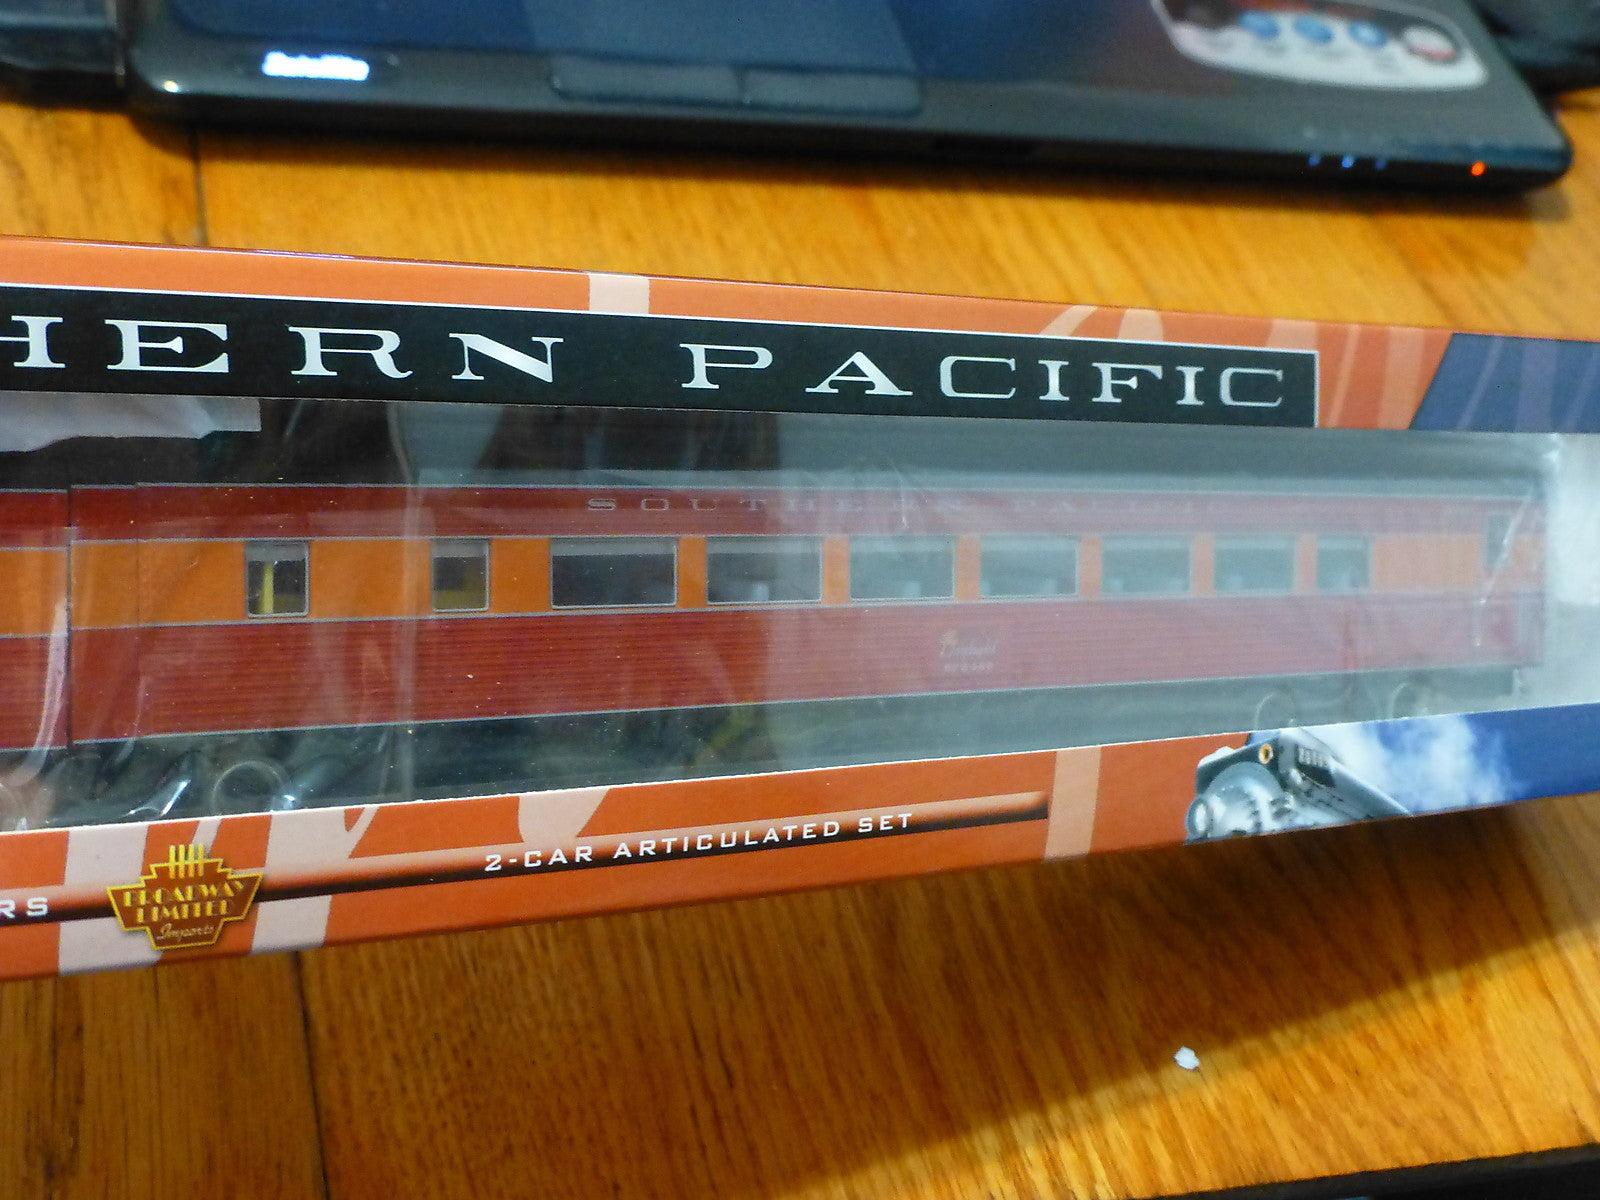 HERN PACIFIC
SOUTHERN PACIFIC
RS
BROADWAY
LIMITED
Imports
2-CAR ARTICULATED SET